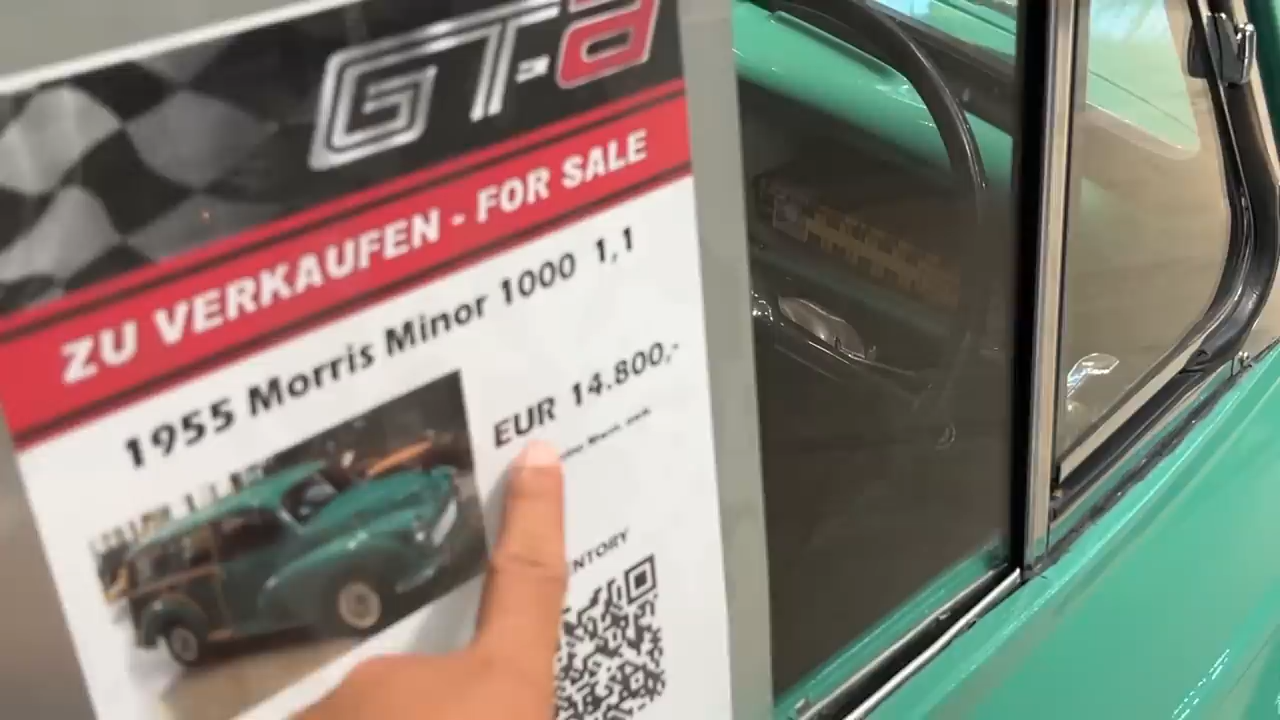 GT-a
ZU VERKAUFEN - FOR SALE
1955 Morris Minor 1000 1,1
EUR 14.800,-